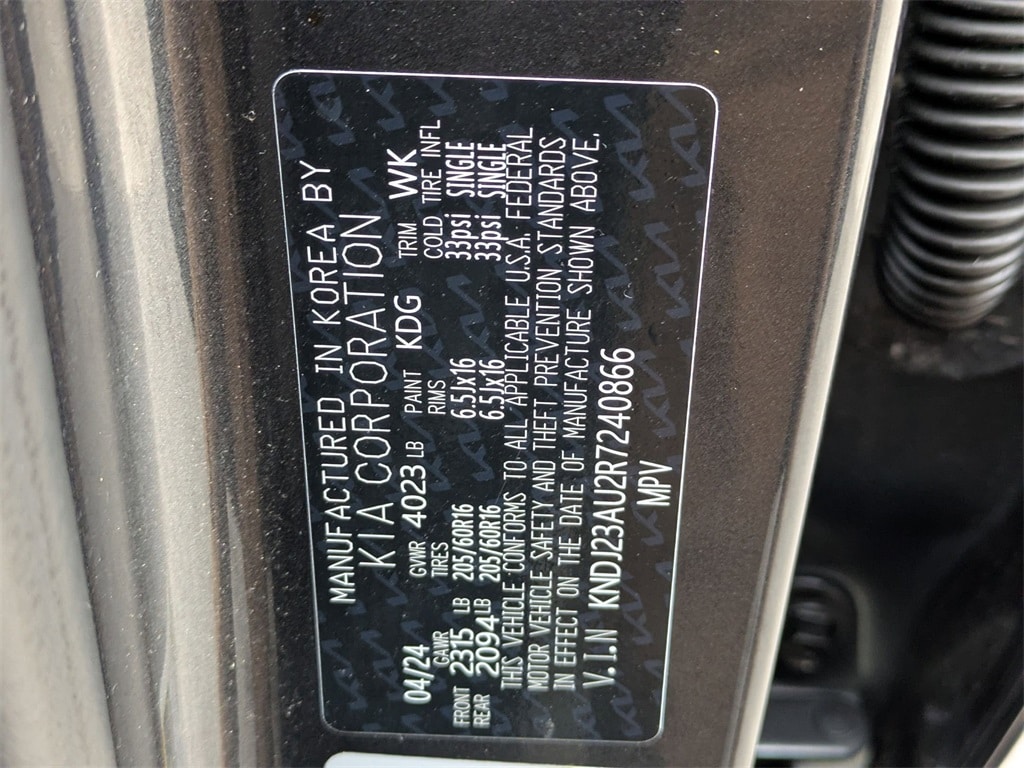 MANUFACTURED IN KOREA BY
KIA CORPORATION
04/24 GVWR 4023 LB PAINT KDG TRIM WK
GAWR TIRES RIMS COLD TIRE INFL
FRONT 2315 LB 205/60R16 6.5Jx16 33psi SINGLE
REAR 2094LB 205/60R16 6.5Jx16 33psi SINGLE
THIS VEHICLE CONFORMS TO ALL APPLICABLE U.S.A. FEDERAL
MOTOR VEHICLE SAFETY AND THEFT PREVENTION STANDARDS
IN EFFECT ON THE DATE OF MANUFACTURE SHOWN ABOVE.
V.I.N KNDJ23AU2R7240866
MPV